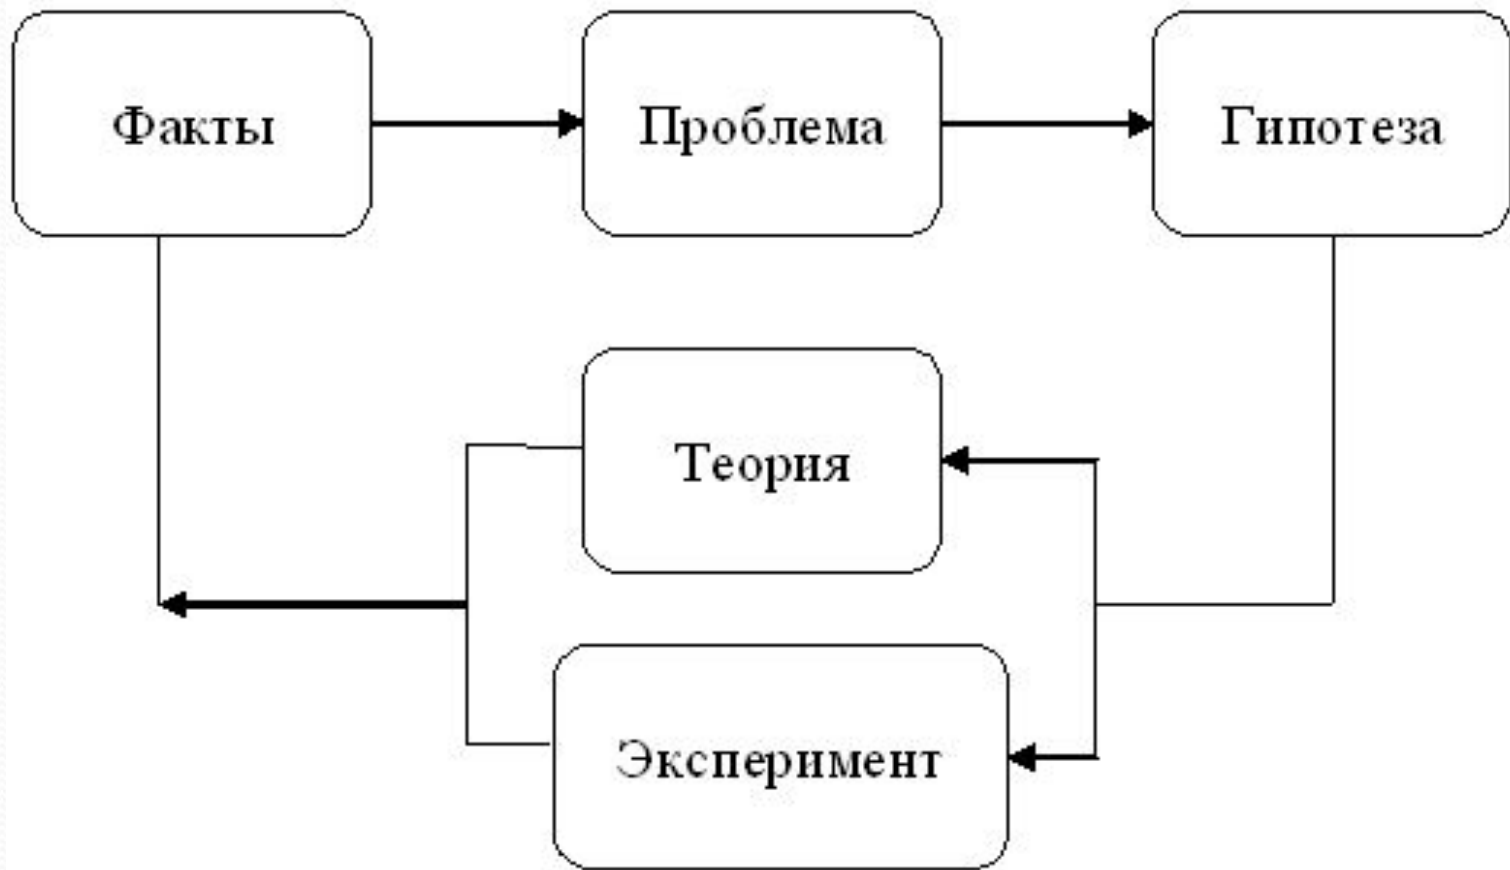 Факты
Проблема
Гипотеза
Теория
Эксперимент